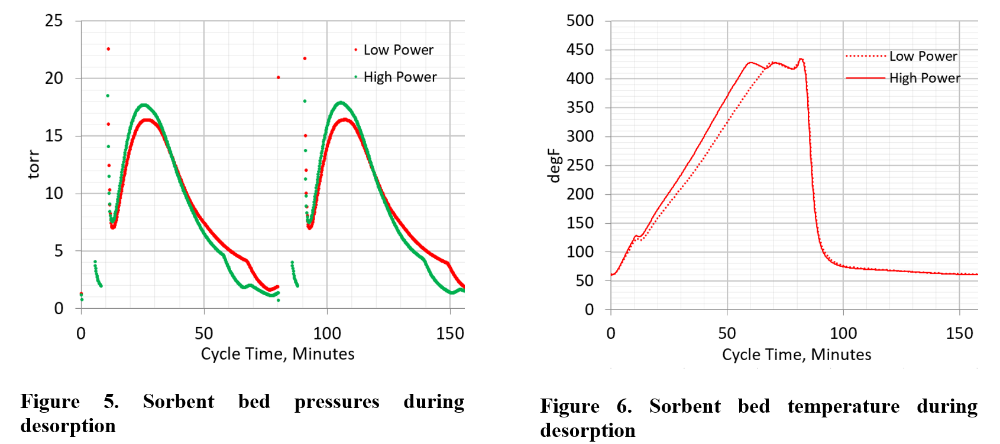 25
20
15
10
5
0
torr
Low Power
High Power
0 50 100 150
Cycle Time, Minutes
Figure 5. Sorbent bed pressures during
desorption
500
450
400
350
300
250
200
150
100
50
0
degF
Low Power
High Power
0 50 100 150
Cycle Time, Minutes
Figure 6. Sorbent bed temperature during
desorption